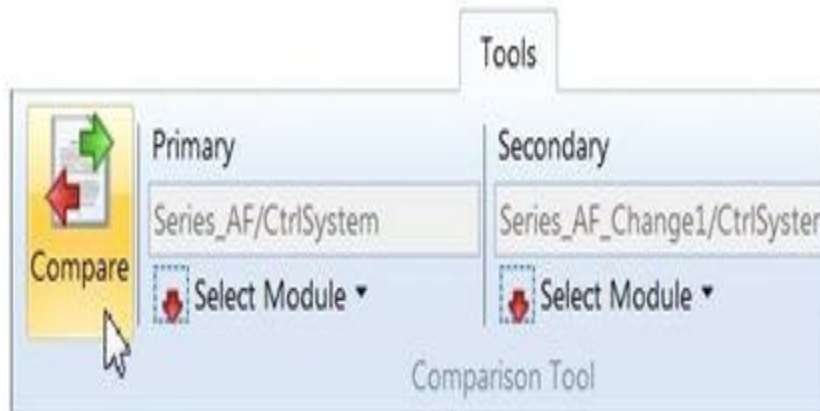 Tools
Primary
Secondary
Series_AF/CtrlSystem
Series_AF_Change1/CtrlSyster
Compare
Select Module
Select Module
Comparison Tool